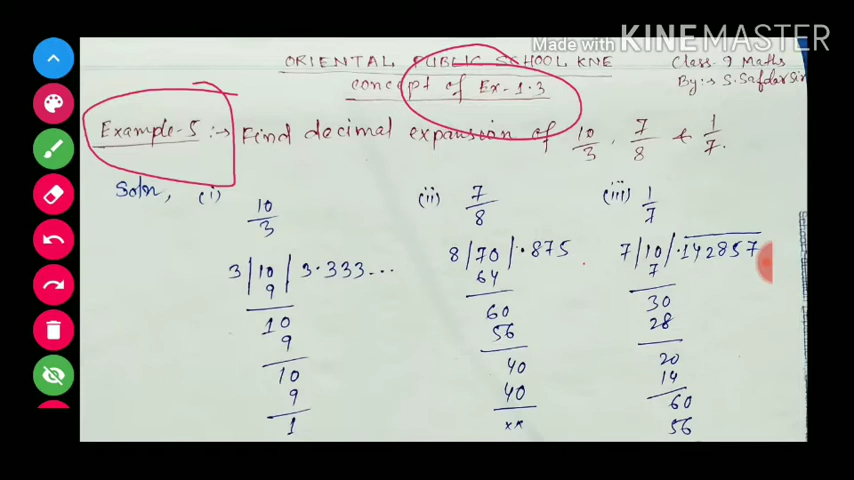 Made with KINEMASTER
ORIENTAL PUBLIC SCHOOL KNE
Class-9 Maths
concept of Ex-1.3
By:- S. Safdar Sir
Example-5 :→ Find decimal expansion of 10/3, 7/8 & 1/7.
Soln, (i) 10/3 (ii) 7/8 (iii) 1/7
3 | 10 | 3.333... 8 | 70 | .875 7 | 10 | .142857
9 64 7
10 60 30
9 56 28
10 40 20
9 40 14
1 ×× 60
56